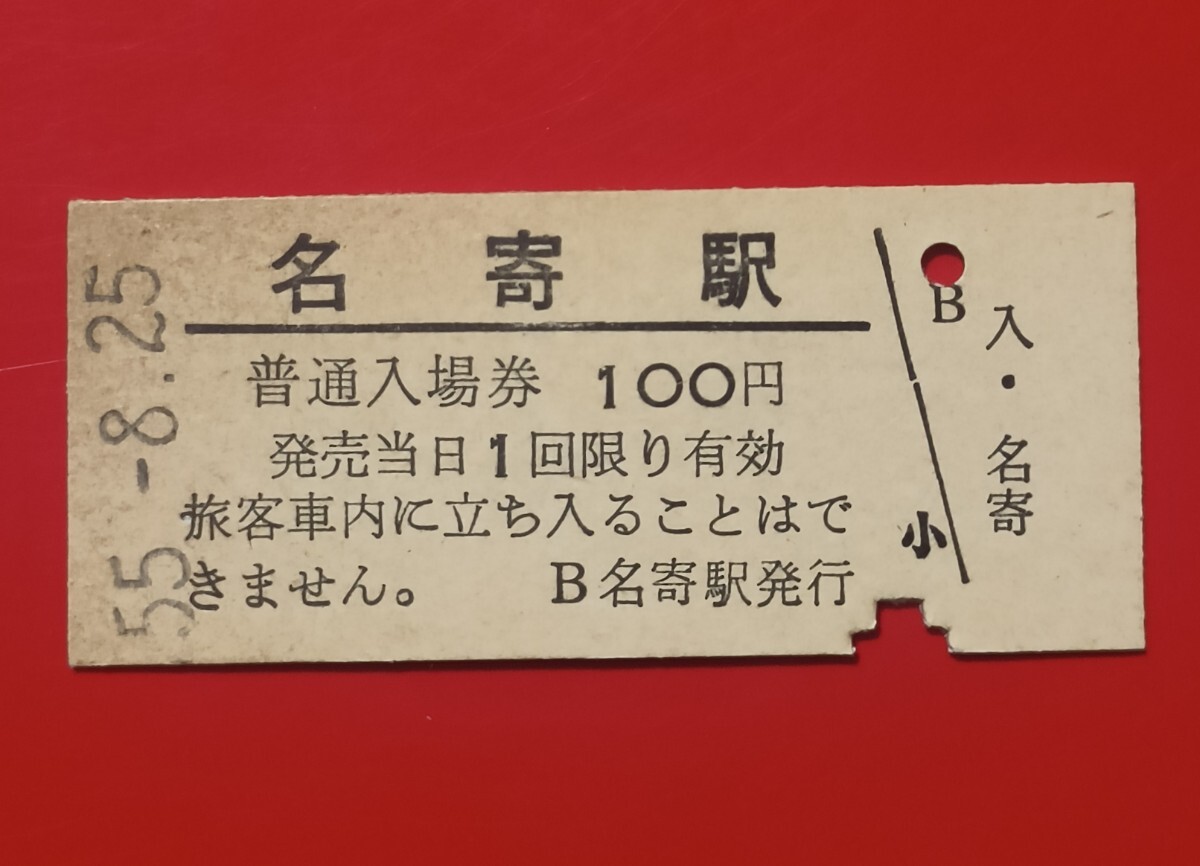 名寄駅
普通入場券 100円
発売当日1回限り有効
旅客車内に立ち入ることはで
きません。 B名寄駅発行
小
B
入・名寄
55-8.25